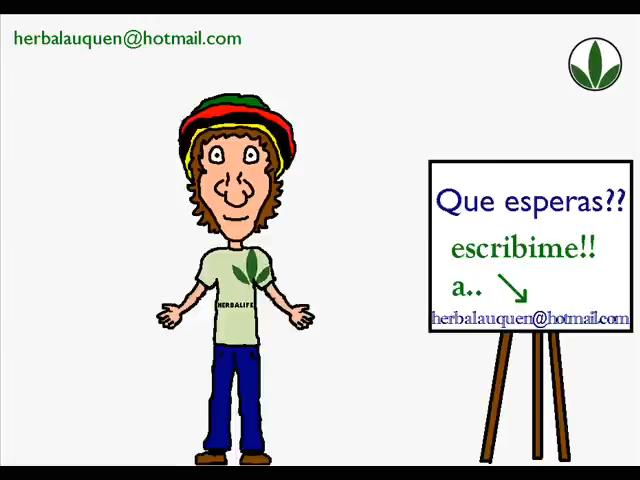 herbalauquen@hotmail.com
Que esperas??
escribime!!
a..
herbalauquen@hotmail.com
HERBALIFE